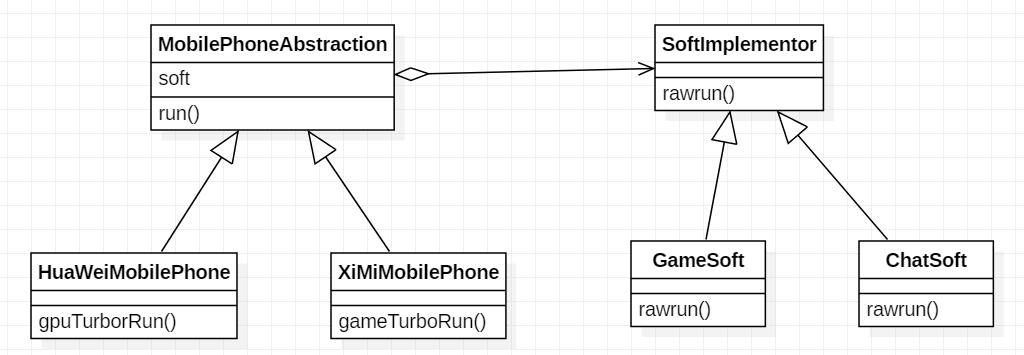 MobilePhoneAbstraction
soft
run()
SoftImplementor
rawrun()
HuaWeiMobilePhone
gpuTurborRun()
XiMiMobilePhone
gameTurboRun()
GameSoft
rawrun()
ChatSoft
rawrun()